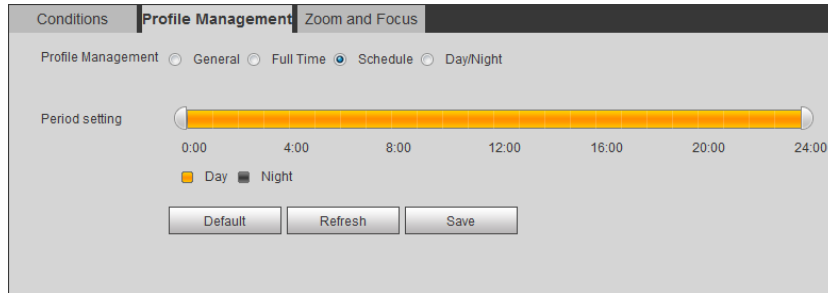 Conditions Profile Management Zoom and Focus
Profile Management General Full Time Schedule Day/Night
Period setting
0:00 4:00 8:00 12:00 16:00 20:00 24:00
Day Night
Default Refresh Save